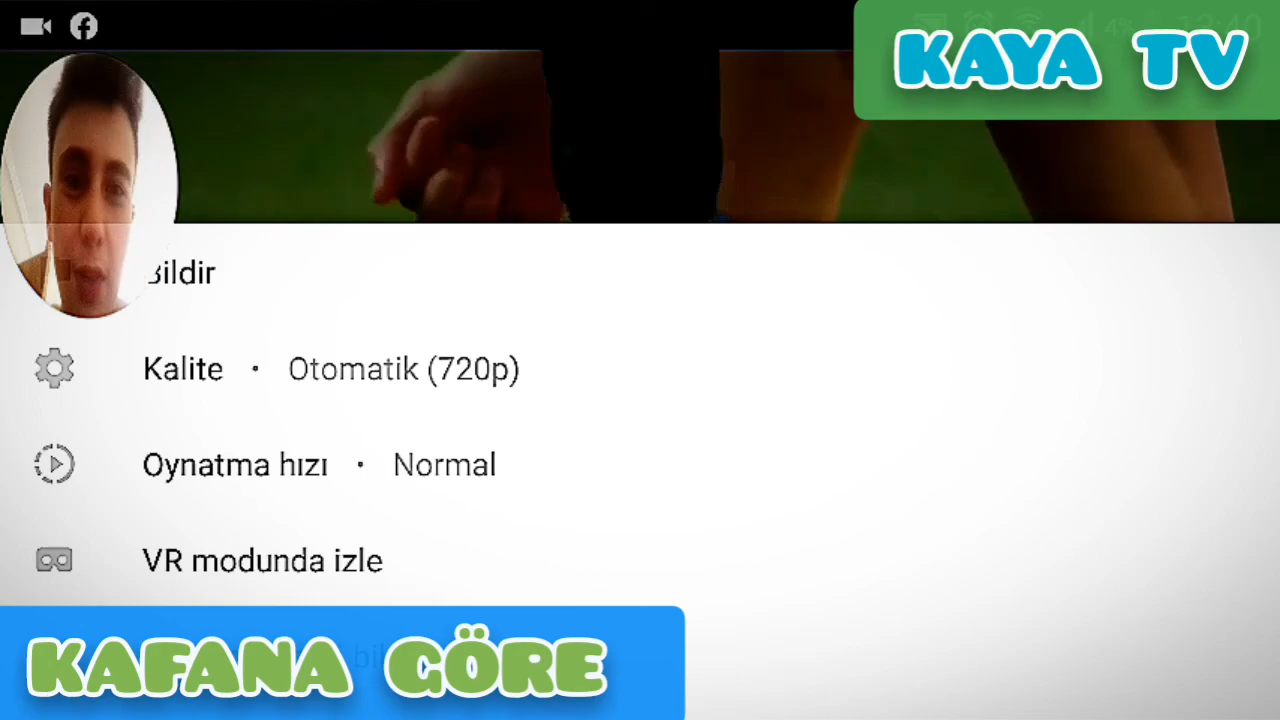 KAYA TV
Bildir
Kalite · Otomatik (720p)
Oynatma hızı · Normal
VR modunda izle
KAFANA GÖRE